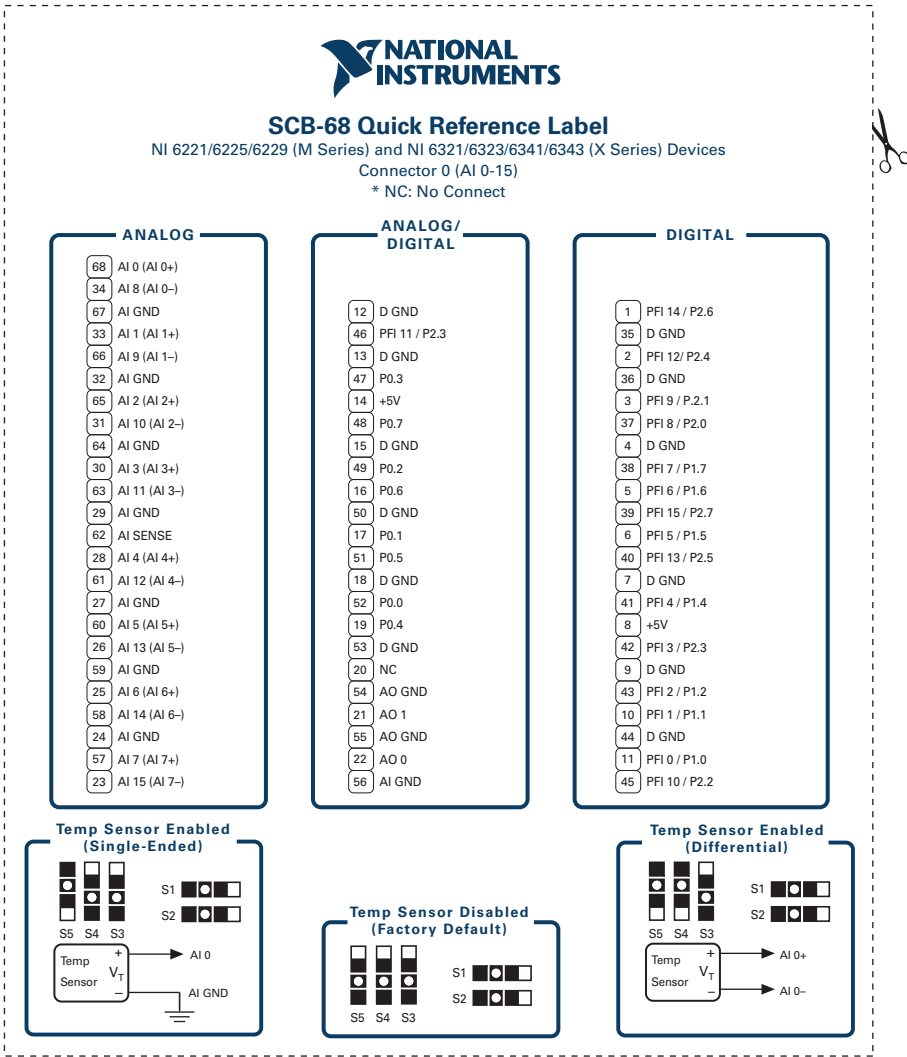 NATIONAL
INSTRUMENTS
SCB-68 Quick Reference Label
NI 6221/6225/6229 (M Series) and NI 6321/6323/6341/6343 (X Series) Devices
Connector 0 (AI 0-15)
* NC: No Connect
ANALOG
68 AI 0 (AI 0+)
34 AI 8 (AI 0–)
67 AI GND
33 AI 1 (AI 1+)
66 AI 9 (AI 1–)
32 AI GND
65 AI 2 (AI 2+)
31 AI 10 (AI 2–)
64 AI GND
30 AI 3 (AI 3+)
63 AI 11 (AI 3–)
29 AI GND
62 AI SENSE
28 AI 4 (AI 4+)
61 AI 12 (AI 4–)
27 AI GND
60 AI 5 (AI 5+)
26 AI 13 (AI 5–)
59 AI GND
25 AI 6 (AI 6+)
58 AI 14 (AI 6–)
24 AI GND
57 AI 7 (AI 7+)
23 AI 15 (AI 7–)
ANALOG/
DIGITAL
12 D GND
46 PFI 11 / P2.3
13 D GND
47 P0.3
14 +5V
48 P0.7
15 D GND
49 P0.2
16 P0.6
50 D GND
17 P0.1
51 P0.5
18 D GND
52 P0.0
19 P0.4
53 D GND
20 NC
54 AO GND
21 AO 1
55 AO GND
22 AO 0
56 AI GND
DIGITAL
1 PFI 14 / P2.6
35 D GND
2 PFI 12/ P2.4
36 D GND
3 PFI 9 / P.2.1
37 PFI 8 / P2.0
4 D GND
38 PFI 7 / P1.7
5 PFI 6 / P1.6
39 PFI 15 / P2.7
6 PFI 5 / P1.5
40 PFI 13 / P2.5
7 D GND
41 PFI 4 / P1.4
8 +5V
42 PFI 3 / P2.3
9 D GND
43 PFI 2 / P1.2
10 PFI 1 / P1.1
44 D GND
11 PFI 0 / P1.0
45 PFI 10 / P2.2
Temp Sensor Enabled
(Single-Ended)
S1
S2
S5 S4 S3
Temp
Sensor
+
VT
–
AI 0
AI GND
Temp Sensor Disabled
(Factory Default)
S1
S2
S5 S4 S3
Temp Sensor Enabled
(Differential)
S1
S2
S5 S4 S3
Temp
Sensor
+
VT
–
AI 0+
AI 0–